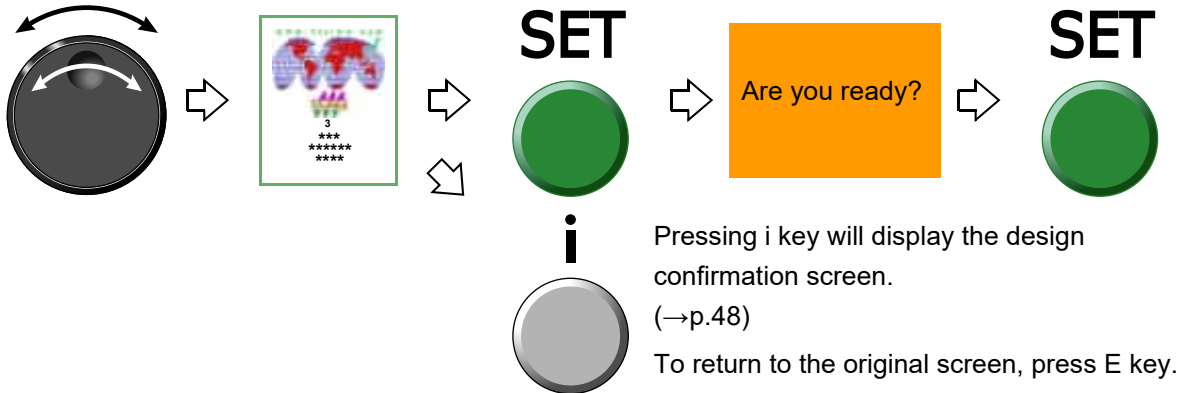 SET
SET
3
***
******
****
Are you ready?
i
Pressing i key will display the design
confirmation screen.
(→p.48)
To return to the original screen, press E key.